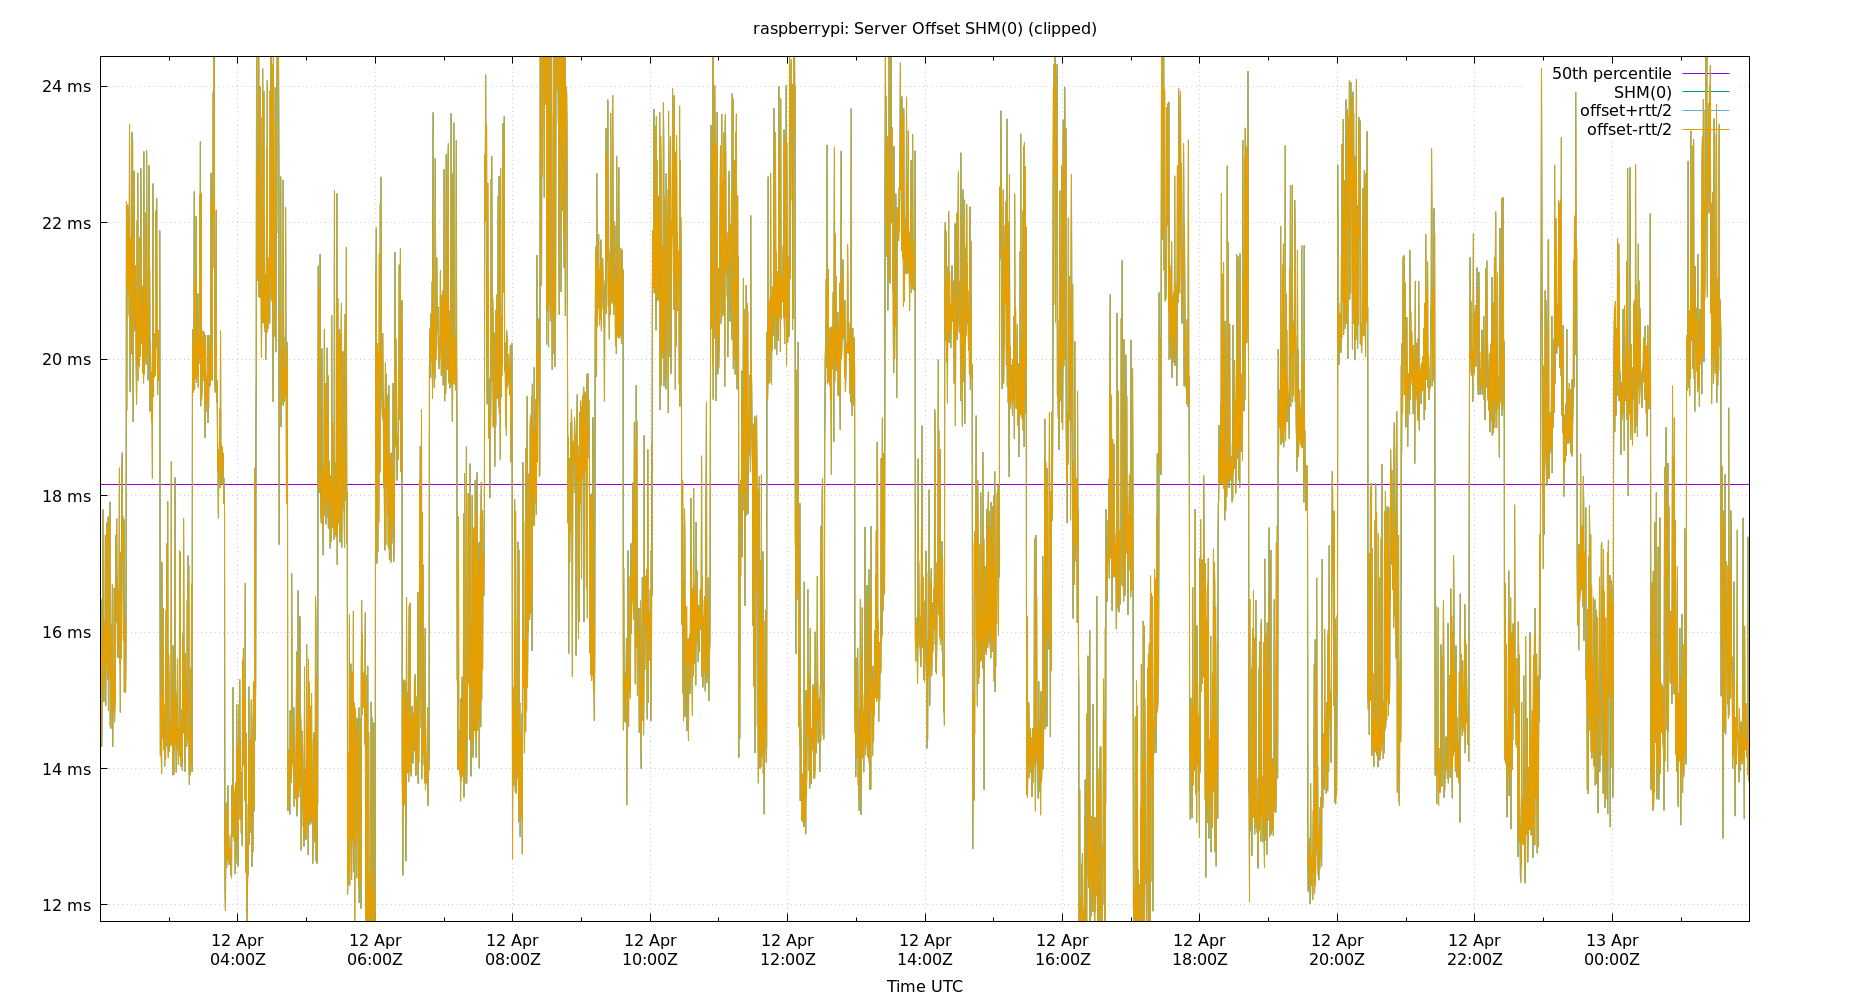 raspberrypi: Server Offset SHM(0) (clipped)
50th percentile
SHM(0)
offset+rtt/2
offset-rtt/2
24 ms
22 ms
20 ms
18 ms
16 ms
14 ms
12 ms
12 Apr 12 Apr 12 Apr 12 Apr 12 Apr 12 Apr 12 Apr 12 Apr 12 Apr 12 Apr 13 Apr
04:00Z 06:00Z 08:00Z 10:00Z 12:00Z 14:00Z 16:00Z 18:00Z 20:00Z 22:00Z 00:00Z
Time UTC